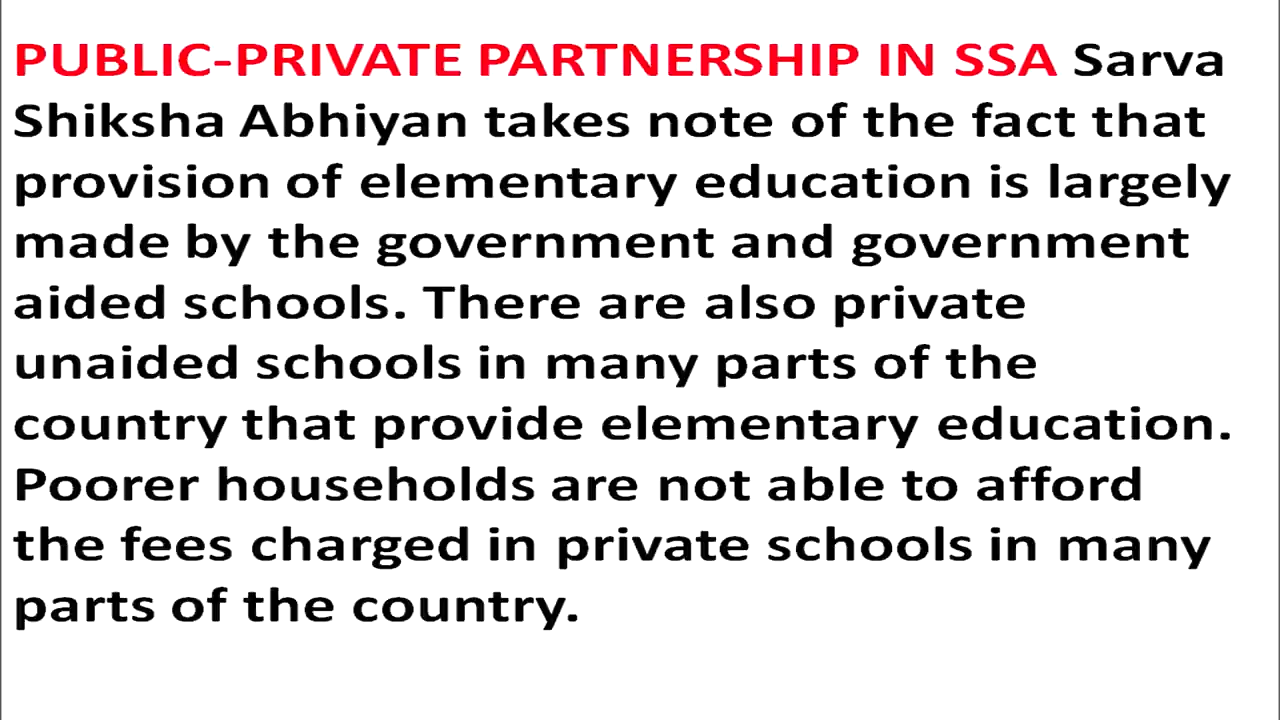 PUBLIC-PRIVATE PARTNERSHIP IN SSA Sarva
Shiksha Abhiyan takes note of the fact that
provision of elementary education is largely
made by the government and government
aided schools. There are also private
unaided schools in many parts of the
country that provide elementary education.
Poorer households are not able to afford
the fees charged in private schools in many
parts of the country.